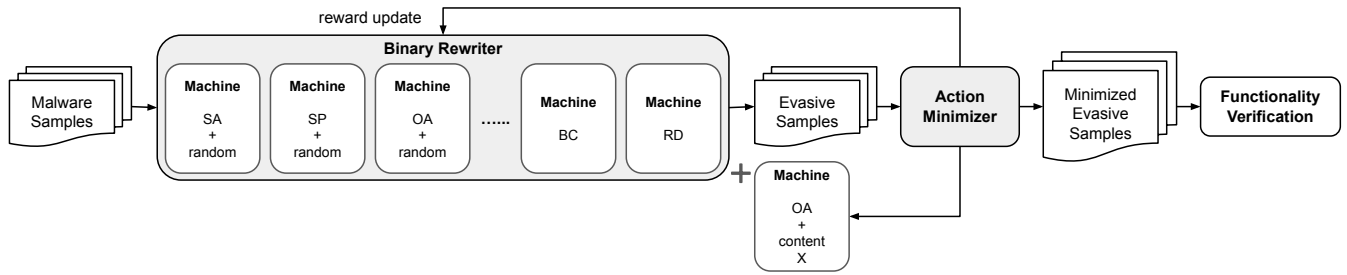 reward update
Binary Rewriter
Malware
Samples
Machine
SA
+
random
Machine
SP
+
random
Machine
OA
+
random
…...
Machine
BC
Machine
RD
Evasive
Samples
Action
Minimizer
Minimized
Evasive
Samples
Functionality
Verification
+
Machine
OA
+
content
X